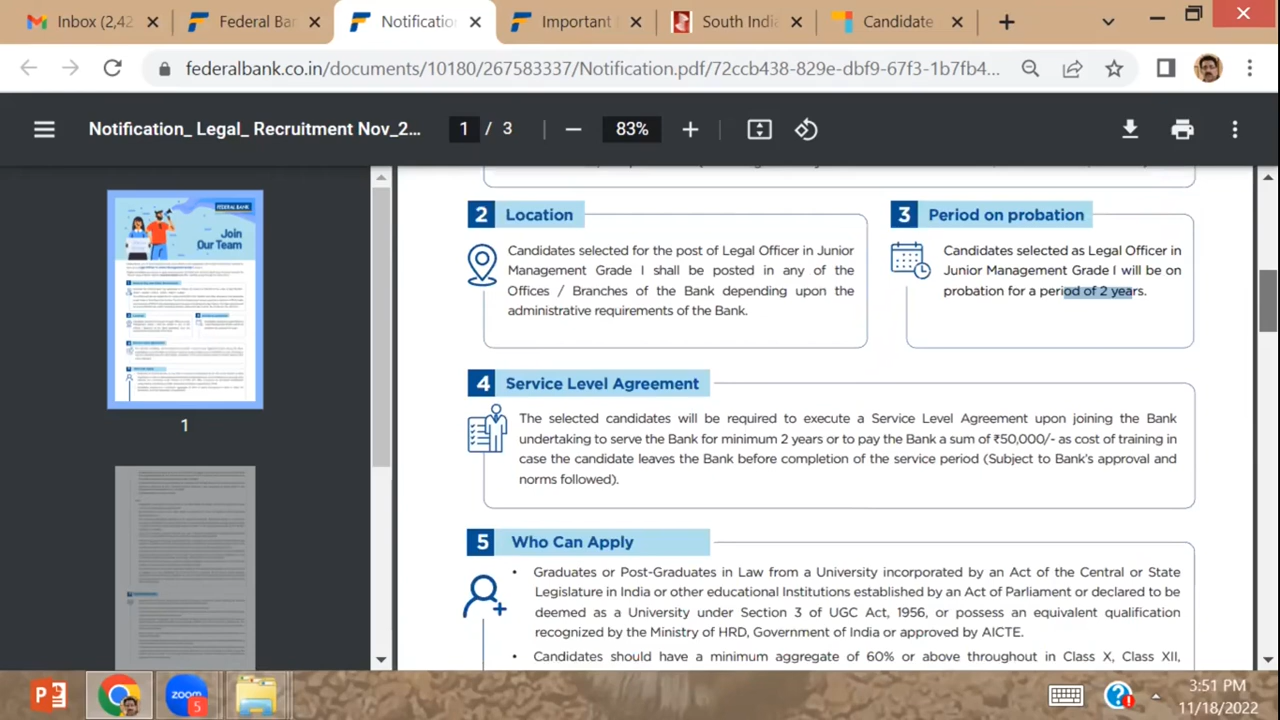 Inbox (2,42
Federal Ba
Notificatio
Important
South Indi
Candidate
federalbank.co.in/documents/10180/267583337/Notification.pdf/72ccb438-829e-dbf9-67f3-1b7fb4...
Notification_ Legal_ Recruitment Nov_2...
1 / 3
83%
FEDERAL BANK
Join
Our Team
1
2 Location
Candidates selected for the post of Legal Officer in Junior
Management Grade I shall be posted in any of the
Offices / Branches of the Bank depending upon the
administrative requirements of the Bank.
3 Period on probation
Candidates selected as Legal Officer in
Junior Management Grade I will be on
probation for a period of 2 years.
4 Service Level Agreement
The selected candidates will be required to execute a Service Level Agreement upon joining the Bank
undertaking to serve the Bank for minimum 2 years or to pay the Bank a sum of ₹50,000/- as cost of training in
case the candidate leaves the Bank before completion of the service period (Subject to Bank's approval and
norms followed).
5 Who Can Apply
• Graduates or Post-Graduates in Law from a University incorporated by an Act of the Central or State
Legislature in India or other educational Institutions established by an Act of Parliament or declared to be
deemed as a University under Section 3 of UGC Act, 1956, or possess an equivalent qualification
recognized by the Ministry of HRD, Government of India or approved by AICTE.
• Candidates should have a minimum aggregate of 60% or above throughout in Class X, Class XII,
zoom
5
3:51 PM
11/18/2022